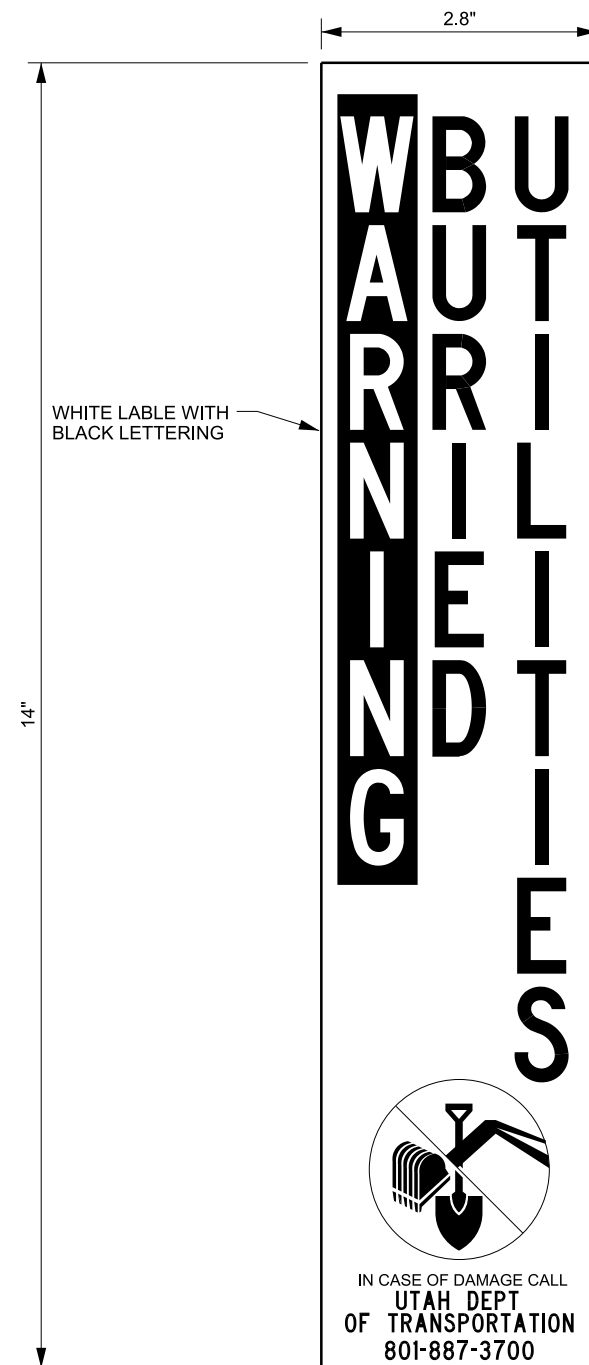 2.8"
WARNING
BURIED
UTILITIES
WHITE LABLE WITH
BLACK LETTERING
14"
IN CASE OF DAMAGE CALL
UTAH DEPT
OF TRANSPORTATION
801-887-3700